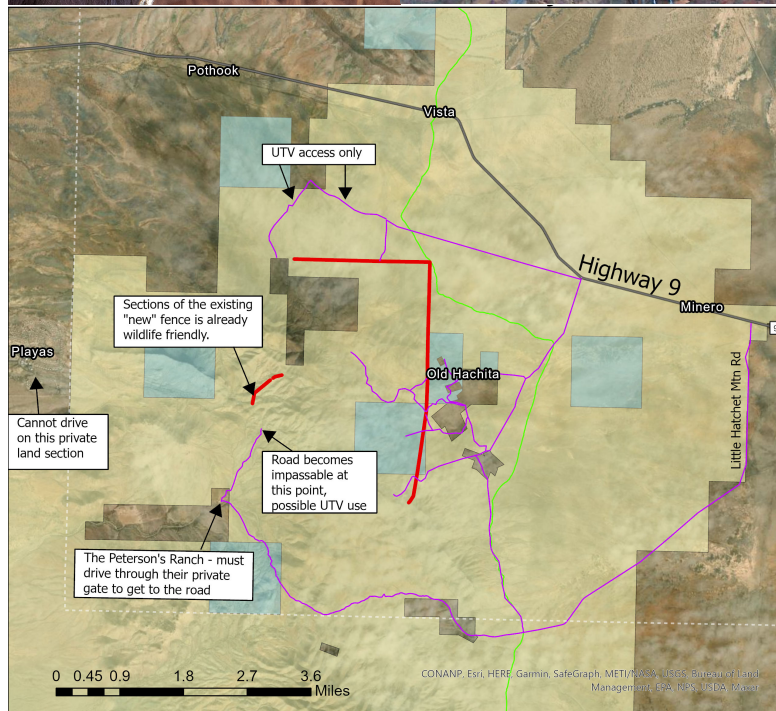 Pothook
Vista
UTV access only
Highway 9
Minero
9
Sections of the existing
"new" fence is already
wildlife friendly.
Playas
Old Hachita
Cannot drive
on this private
land section
Road becomes
impassable at
this point,
possible UTV use
Little Hatchet Mtn Rd
The Peterson's Ranch - must
drive through their private
gate to get to the road
0 0.45 0.9 1.8 2.7 3.6
Miles
CONANP, Esri, HERE, Garmin, SafeGraph, METI/NASA, USGS, Bureau of Land
Management, EPA, NPS, USDA, Maxar